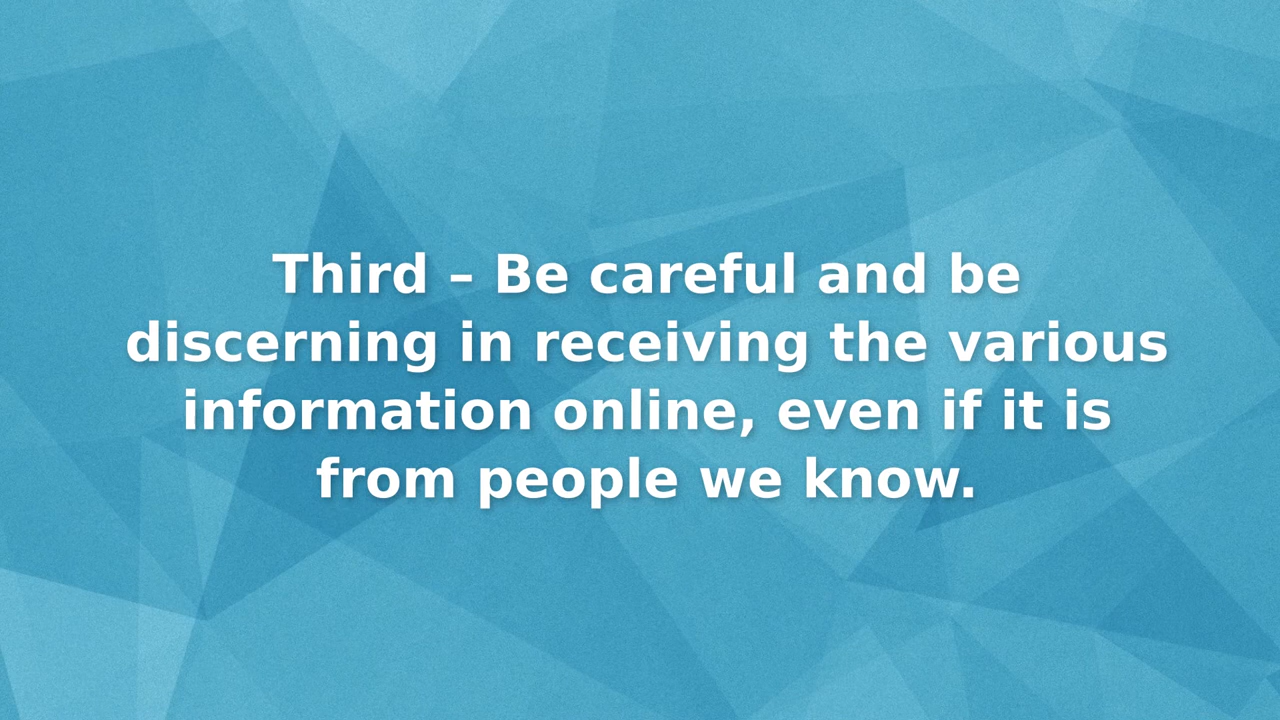 Third – Be careful and be
discerning in receiving the various
information online, even if it is
from people we know.